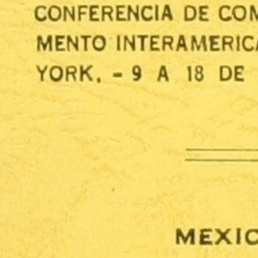 CONFERENCIA DE COM
MENTO INTERAMERICA
YORK, - 9 A 18 DE
MEXIC